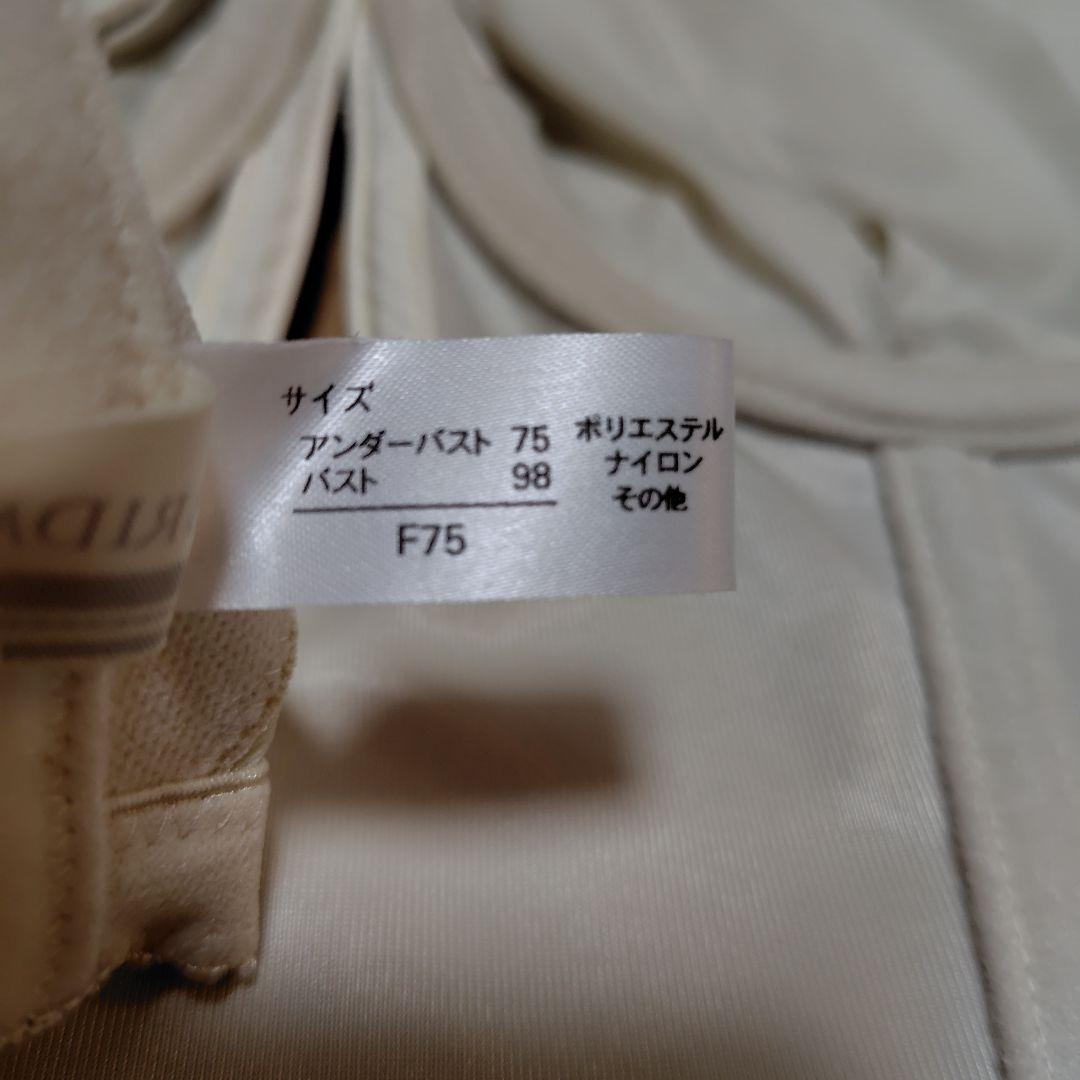 サイズ
アンダーバスト 75
バスト 98
F75
ポリエステル
ナイロン
その他